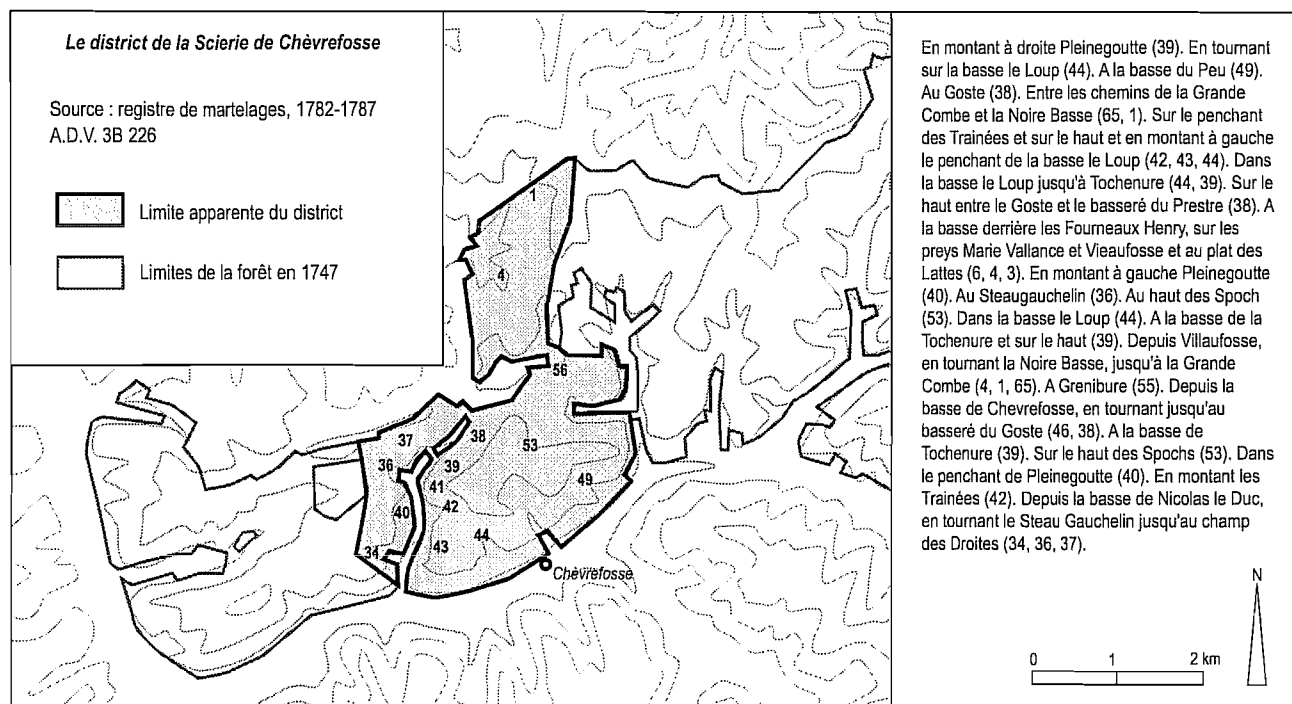 Le district de la Scierie de Chèvrefosse
Source : registre de martelages, 1782-1787
A.D.V. 3B 226
Limite apparente du district
Limites de la forêt en 1747
1
4
56
37
38
53
36
39
41
49
42
40
44
43
34
Chèvrefosse
En montant à droite Pleinegoutte (39). En tournant
sur la basse le Loup (44). A la basse du Peu (49).
Au Goste (38). Entre les chemins de la Grande
Combe et la Noire Basse (65, 1). Sur le penchant
des Trainées et sur le haut et en montant à gauche
le penchant de la basse le Loup (42, 43, 44). Dans
la basse le Loup jusqu'à Tochenure (44, 39). Sur le
haut entre le Goste et le basseré du Prestre (38). A
la basse derrière les Fourneaux Henry, sur les
preys Marie Vallance et Vieaufosse et au plat des
Lattes (6, 4, 3). En montant à gauche Pleinegoutte
(40). Au Steaugauchelin (36). Au haut des Spoch
(53). Dans la basse le Loup (44). A la basse de la
Tochenure et sur le haut (39). Depuis Villaufosse,
en tournant la Noire Basse, jusqu'à la Grande
Combe (4, 1, 65). A Grenibure (55). Depuis la
basse de Chevrefosse, en tournant jusqu'au
basseré du Goste (46, 38). A la basse de
Tochenure (39). Sur le haut des Spochs (53). Dans
le penchant de Pleinegoutte (40). En montant les
Trainées (42). Depuis la basse de Nicolas le Duc,
en tournant le Steau Gauchelin jusqu'au champ
des Droites (34, 36, 37).
N
0 1 2 km